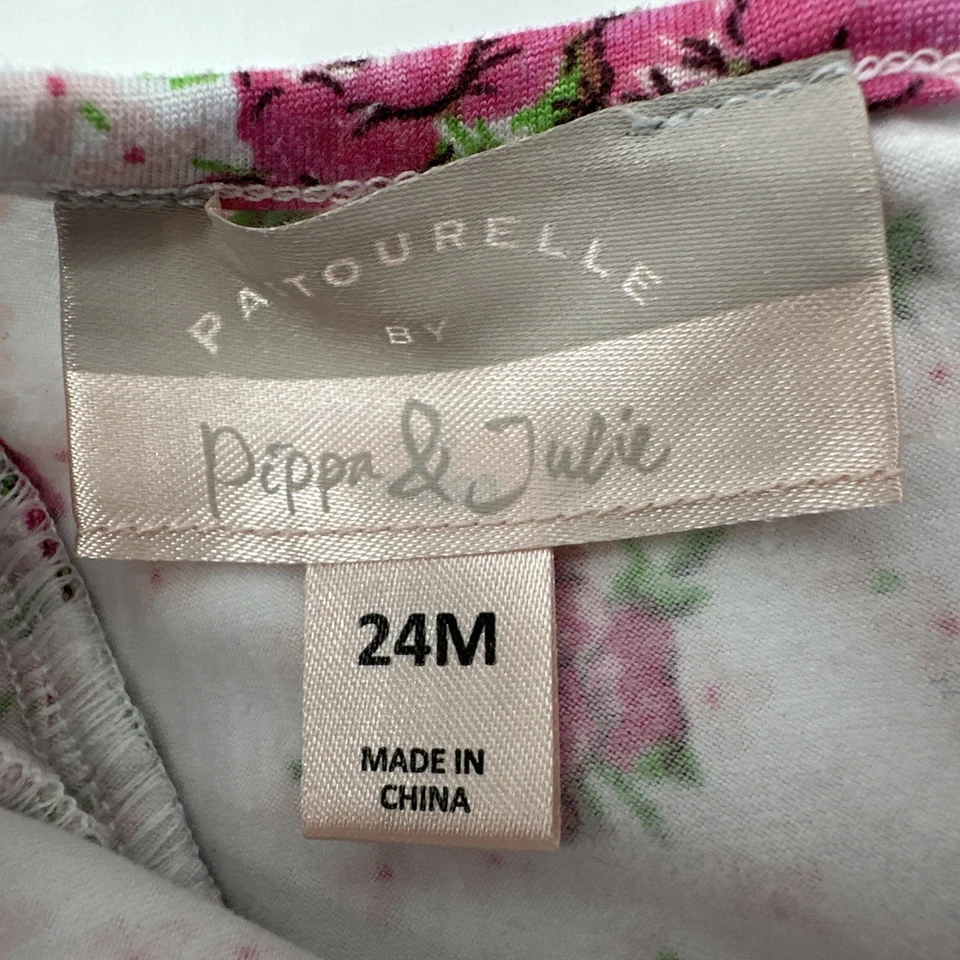 PATOURELLE
BY
Pippa & Julie
24M
MADE IN
CHINA